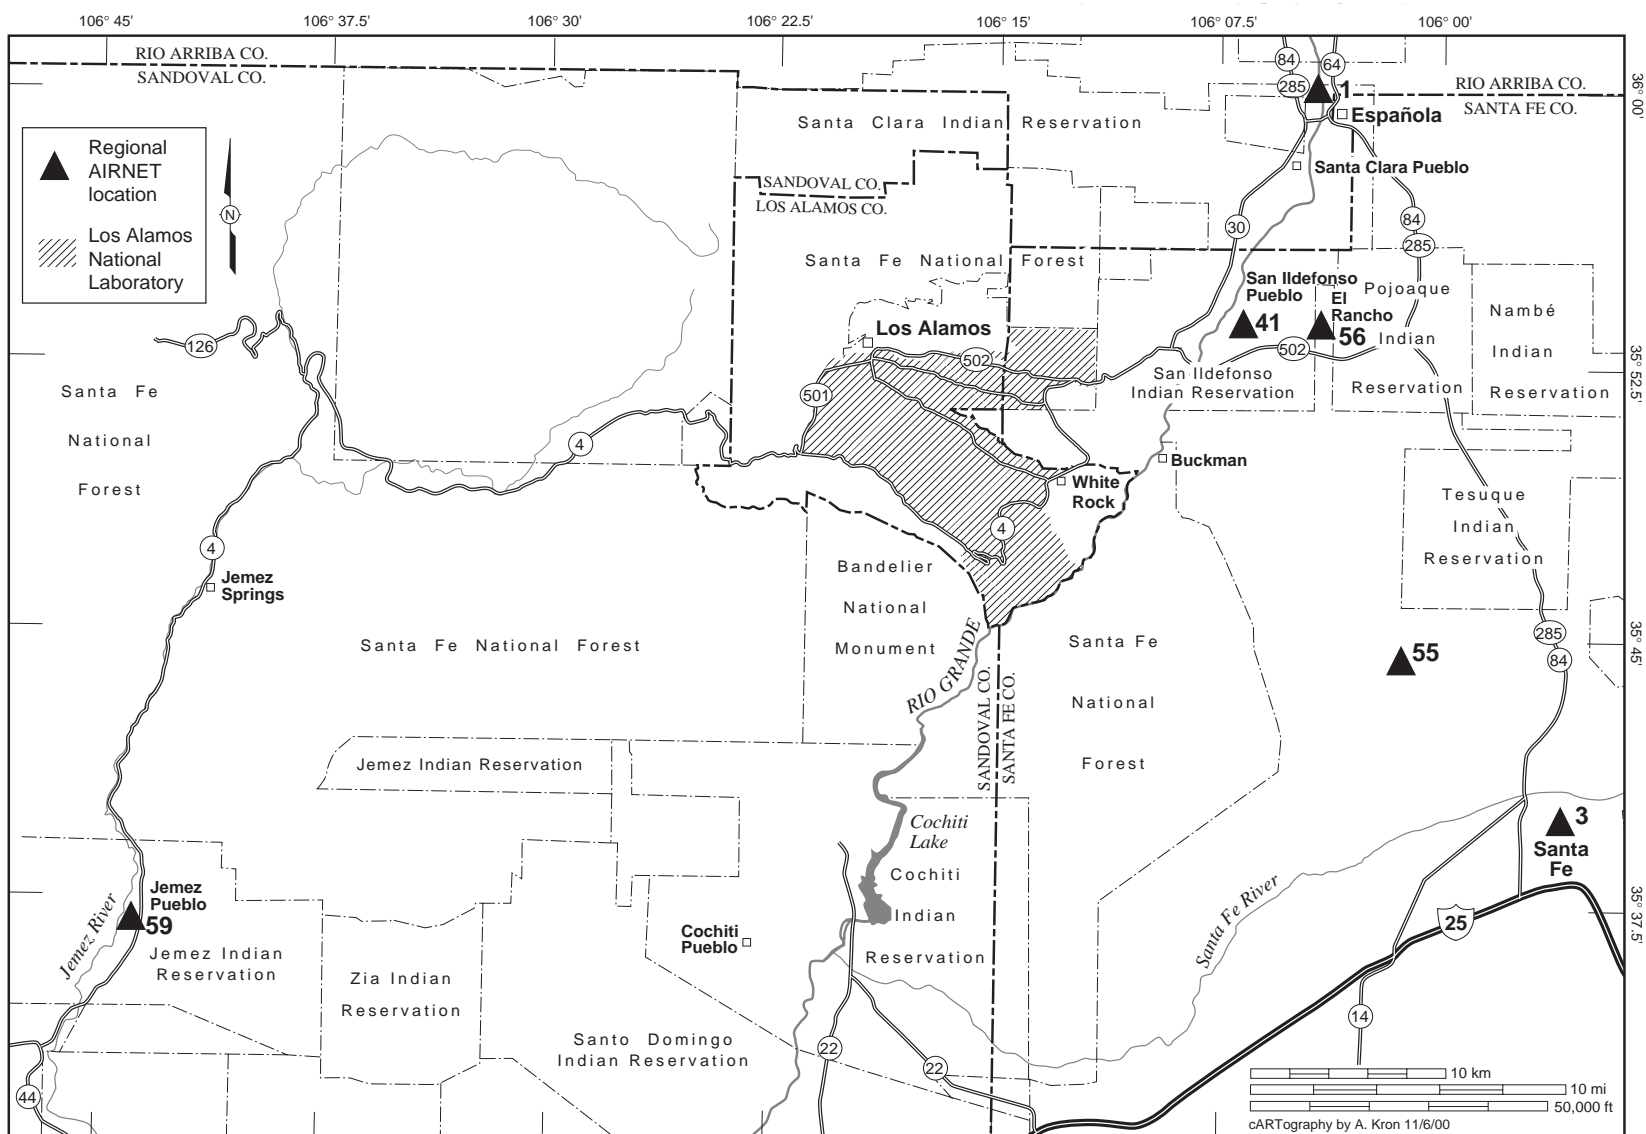 106° 45'
106° 37.5'
106° 30'
106° 22.5'
106° 15'
106° 07.5'
106° 00'
RIO ARRIBA CO.
SANDOVAL CO.
84
64
285
1
RIO ARRIBA CO.
SANTA FE CO.
36° 00'
Española
Santa Clara Indian Reservation
Regional
AIRNET
location
N
Los Alamos
National
Laboratory
Santa Clara Pueblo
SANDOVAL CO.
LOS ALAMOS CO.
30
84
285
Santa Fe National Forest
San Ildefonso
Pueblo
41
El
Rancho
56
Pojoaque
Indian
Reservation
Nambé
Indian
Reservation
126
Los Alamos
502
502
35° 52.5'
San Ildefonso
Indian Reservation
501
Santa Fe
National
Forest
4
Buckman
White
Rock
4
Tesuque
Indian
Reservation
4
Jemez
Springs
Bandelier
National
Monument
Santa Fe National Forest
RIO GRANDE
SANDOVAL CO.
SANTA FE CO.
Santa Fe
National
Forest
285
84
35° 45'
55
Jemez Indian Reservation
Cochiti
Lake
3
Santa
Fe
Jemez
Pueblo
59
Jemez River
Cochiti
Indian
Reservation
Santa Fe River
25
35° 37.5'
Cochiti
Pueblo
Jemez Indian
Reservation
Zia Indian
Reservation
Santo Domingo
Indian Reservation
14
22
22
44
10 km
10 mi
50,000 ft
cARTography by A. Kron 11/6/00